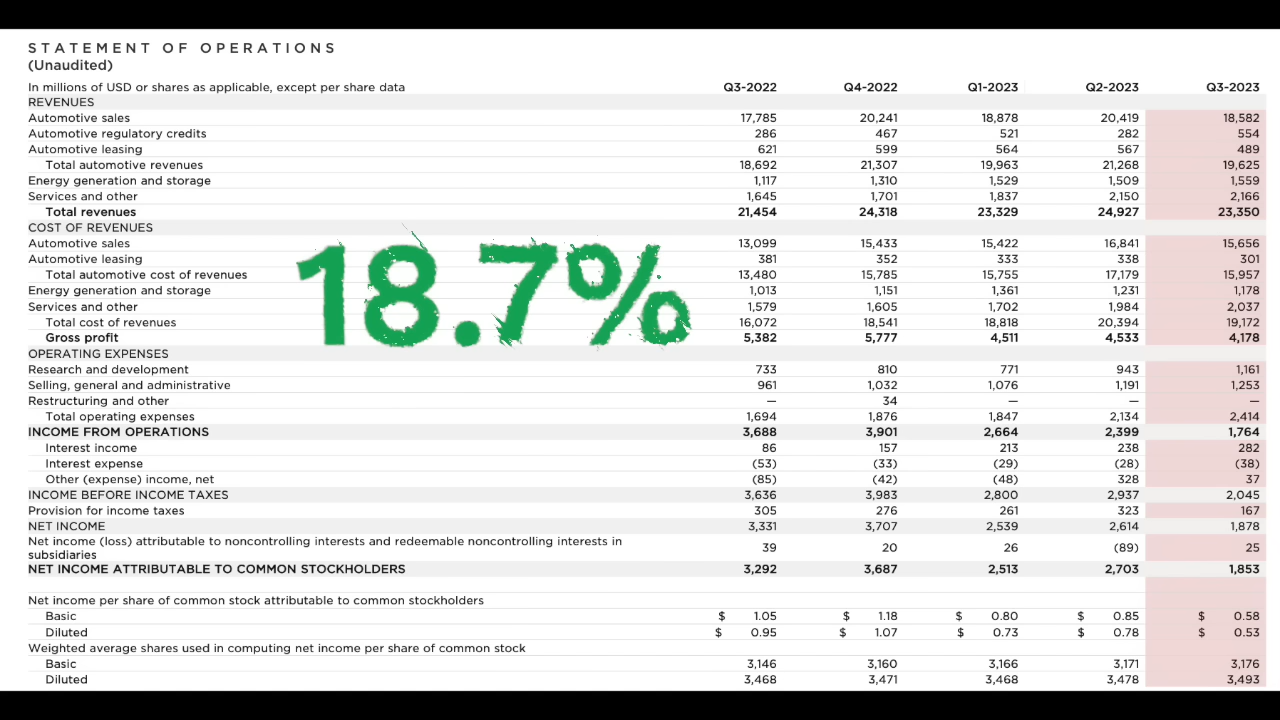 STATEMENT OF OPERATIONS
(Unaudited)
In millions of USD or shares as applicable, except per share data Q3-2022 Q4-2022 Q1-2023 Q2-2023 Q3-2023
REVENUES
Automotive sales 17,785 20,241 18,878 20,419 18,582
Automotive regulatory credits 286 467 521 282 554
Automotive leasing 621 599 564 567 489
Total automotive revenues 18,692 21,307 19,963 21,268 19,625
Energy generation and storage 1,117 1,310 1,529 1,509 1,559
Services and other 1,645 1,701 1,837 2,150 2,166
Total revenues 21,454 24,318 23,329 24,927 23,350
COST OF REVENUES
Automotive sales 13,099 15,433 15,422 16,841 15,656
Automotive leasing 381 352 333 338 301
Total automotive cost of revenues 13,480 15,785 15,755 17,179 15,957
Energy generation and storage 1,013 1,151 1,361 1,231 1,178
Services and other 1,579 1,605 1,702 1,984 2,037
Total cost of revenues 16,072 18,541 18,818 20,394 19,172
Gross profit 5,382 5,777 4,511 4,533 4,178
18.7%
OPERATING EXPENSES
Research and development 733 810 771 943 1,161
Selling, general and administrative 961 1,032 1,076 1,191 1,253
Restructuring and other — 34 — — —
Total operating expenses 1,694 1,876 1,847 2,134 2,414
INCOME FROM OPERATIONS 3,688 3,901 2,664 2,399 1,764
Interest income 86 157 213 238 282
Interest expense (53) (33) (29) (28) (38)
Other (expense) income, net (85) (42) (48) 328 37
INCOME BEFORE INCOME TAXES 3,636 3,983 2,800 2,937 2,045
Provision for income taxes 305 276 261 323 167
NET INCOME 3,331 3,707 2,539 2,614 1,878
Net income (loss) attributable to noncontrolling interests and redeemable noncontrolling interests in
subsidiaries 39 20 26 (89) 25
NET INCOME ATTRIBUTABLE TO COMMON STOCKHOLDERS 3,292 3,687 2,513 2,703 1,853
Net income per share of common stock attributable to common stockholders
Basic $ 1.05 $ 1.18 $ 0.80 $ 0.85 $ 0.58
Diluted $ 0.95 $ 1.07 $ 0.73 $ 0.78 $ 0.53
Weighted average shares used in computing net income per share of common stock
Basic 3,146 3,160 3,166 3,171 3,176
Diluted 3,468 3,471 3,468 3,478 3,493